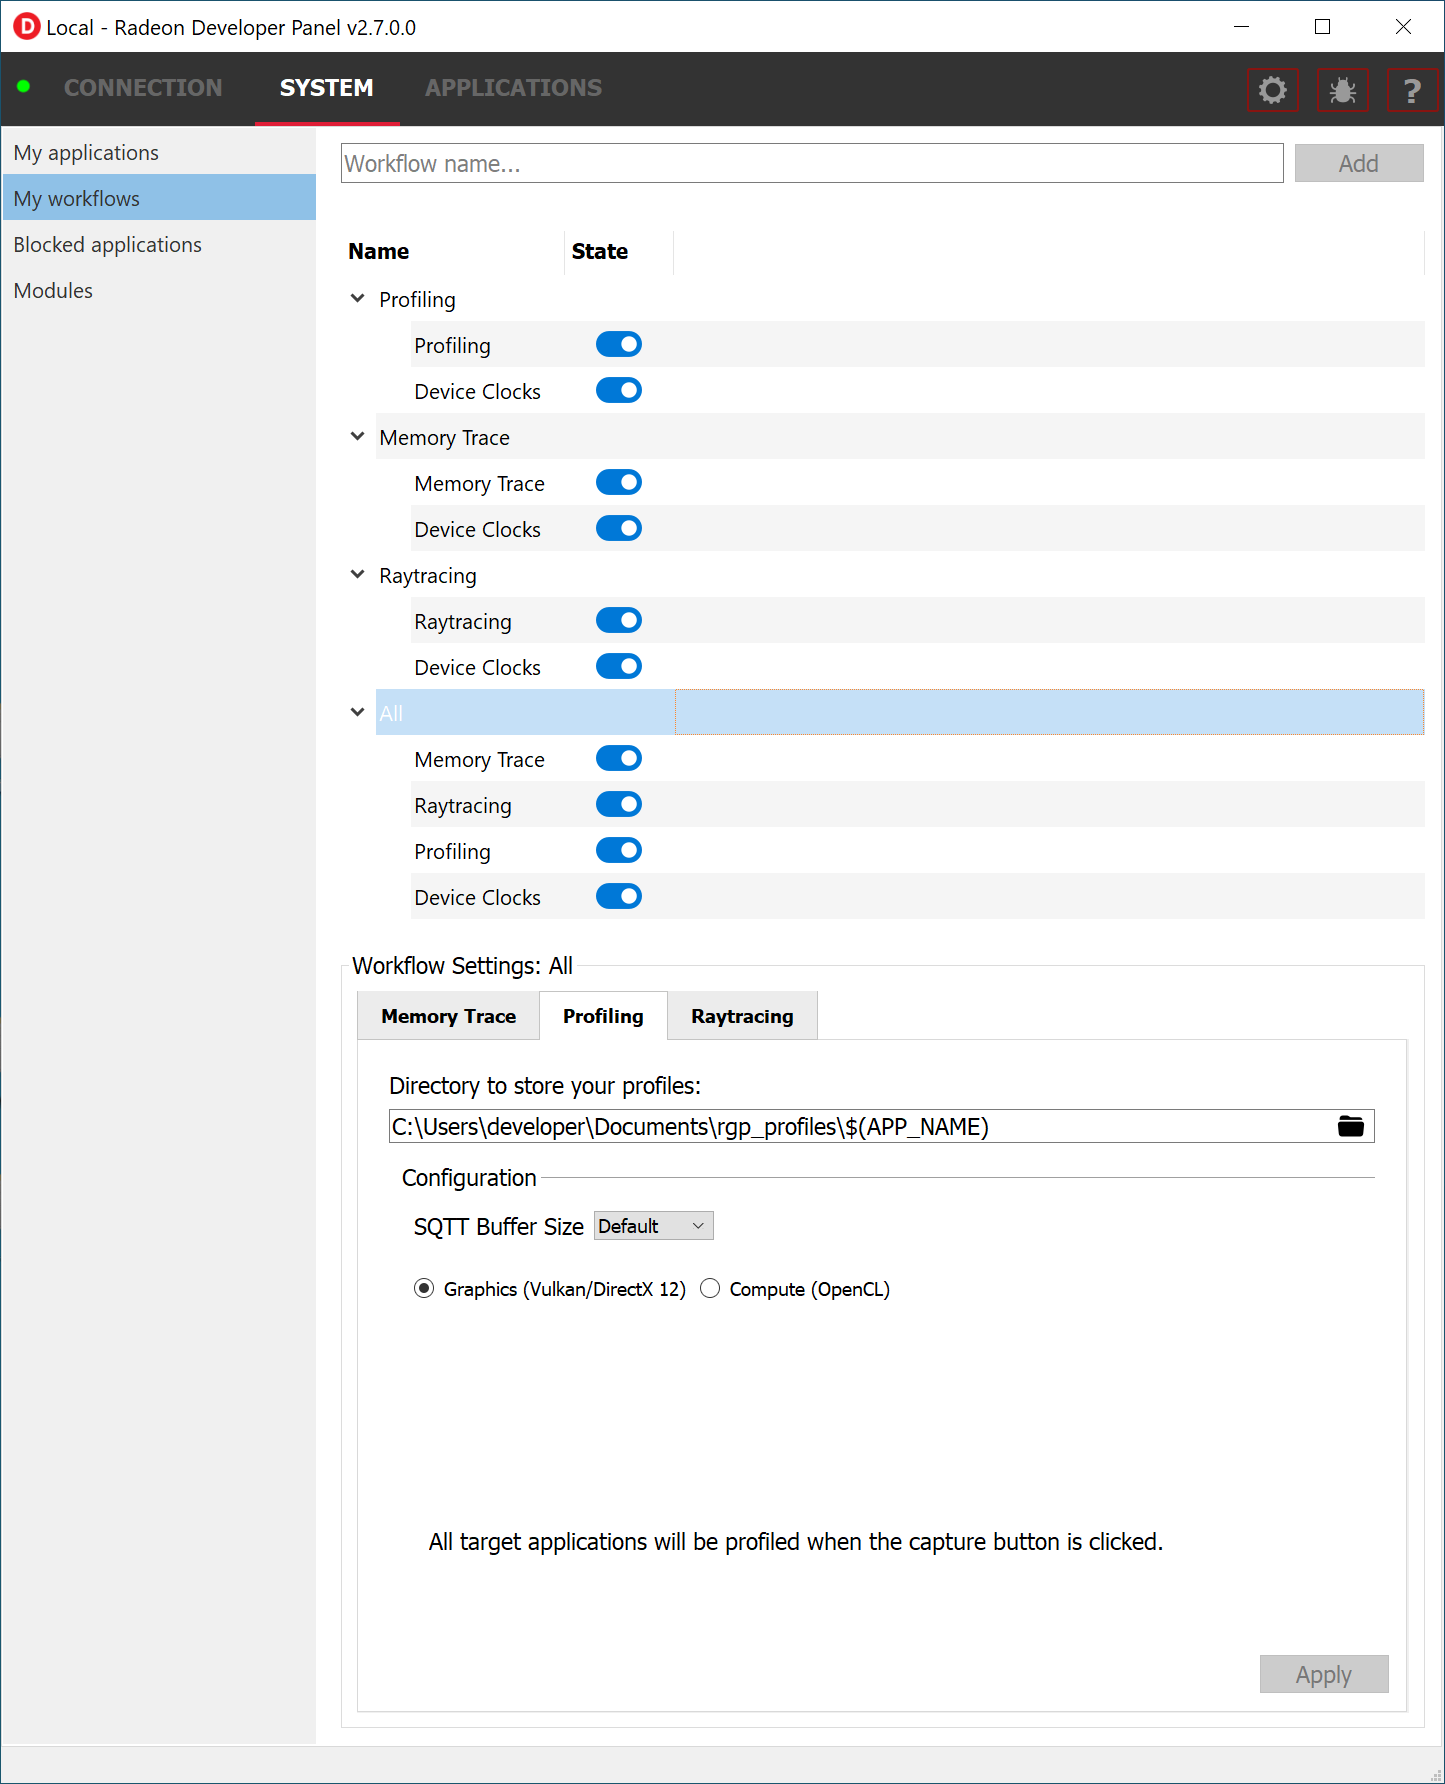 D Local - Radeon Developer Panel v2.7.0.0
CONNECTION SYSTEM APPLICATIONS ?
My applications
My workflows
Blocked applications
Modules
Workflow name... Add
Name State
Profiling
Profiling
Device Clocks
Memory Trace
Memory Trace
Device Clocks
Raytracing
Raytracing
Device Clocks
All
Memory Trace
Raytracing
Profiling
Device Clocks
Workflow Settings: All
Memory Trace Profiling Raytracing
Directory to store your profiles:
C:\Users\developer\Documents\rgp_profiles\$(APP_NAME)
Configuration
SQTT Buffer Size Default
Graphics (Vulkan/DirectX 12) Compute (OpenCL)
All target applications will be profiled when the capture button is clicked.
Apply